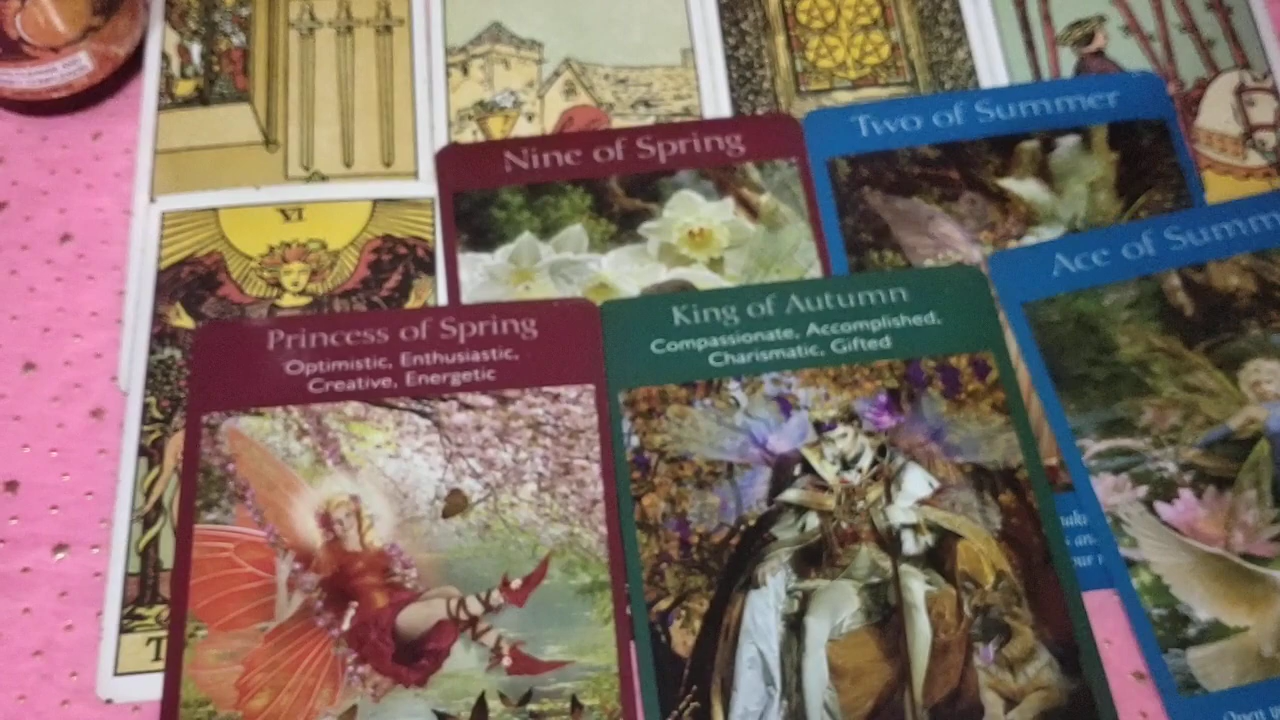 Two of Summer
Nine of Spring
Ace of Summ
VI
King of Autumn
Compassionate, Accomplished,
Charismatic, Gifted
Princess of Spring
Optimistic, Enthusiastic,
Creative, Energetic
T